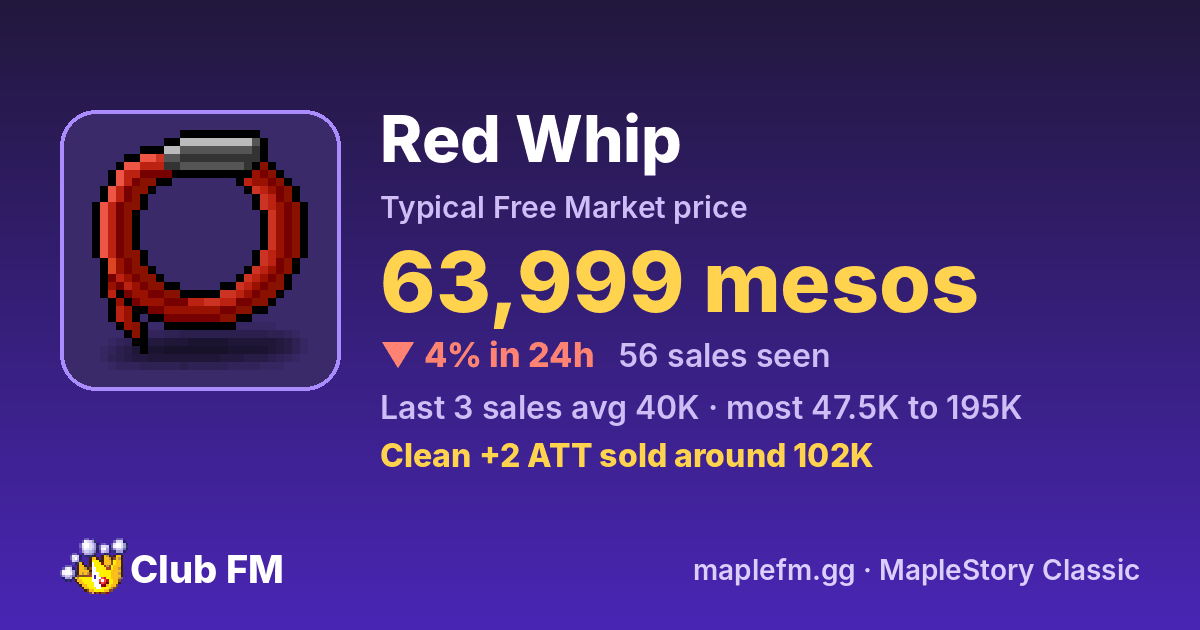 Red Whip
Typical Free Market price
63,999 mesos
▼ 4% in 24h 56 sales seen
Last 3 sales avg 40K · most 47.5K to 195K
Clean +2 ATT sold around 102K
Club FM
maplefm.gg · MapleStory Classic